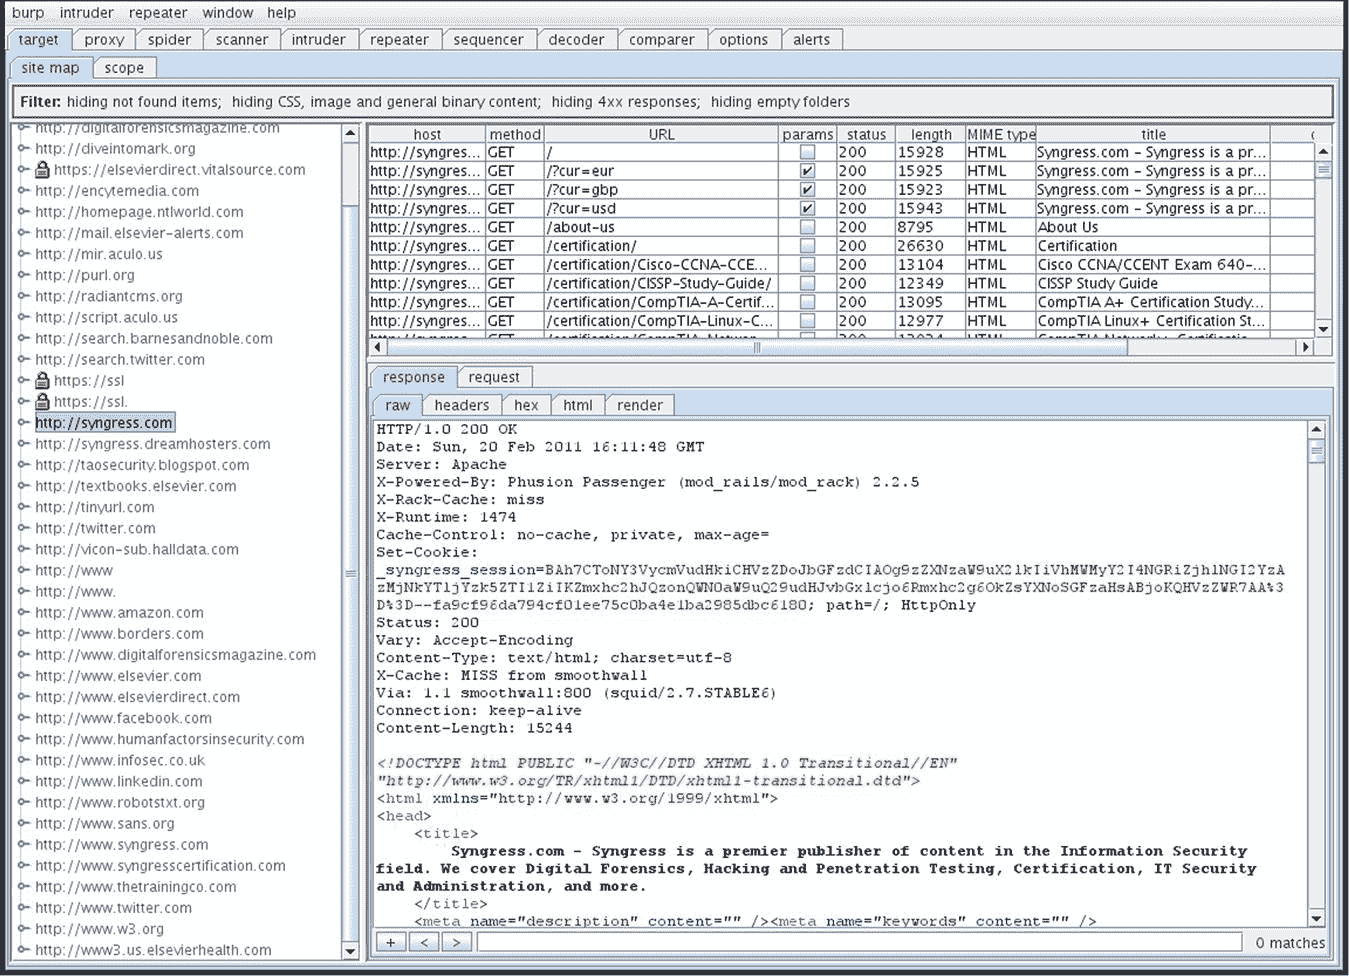 burp intruder repeater window help
target proxy spider scanner intruder repeater sequencer decoder comparer options alerts
site map scope
Filter: hiding not found items; hiding CSS, image and general binary content; hiding 4xx responses; hiding empty folders
http://digitalforensicsmagazine.com
http://diveintomark.org
https://elsevierdirect.vitalsource.com
http://encytemedia.com
http://homepage.ntlworld.com
http://mail.elsevier-alerts.com
http://mir.aculo.us
http://purl.org
http://radiantcms.org
http://script.aculo.us
http://search.barnesandnoble.com
http://search.twitter.com
https://ssl
https://ssl.
http://syngress.com
http://syngress.dreamhosters.com
http://taosecurity.blogspot.com
http://textbooks.elsevier.com
http://tinyurl.com
http://twitter.com
http://vicon-sub.halldata.com
http://www
http://www.
http://www.amazon.com
http://www.borders.com
http://www.digitalforensicsmagazine.com
http://www.elsevier.com
http://www.elsevierdirect.com
http://www.facebook.com
http://www.humanfactorsinsecurity.com
http://www.infosec.co.uk
http://www.linkedin.com
http://www.robotstxt.org
http://www.sans.org
http://www.syngress.com
http://www.syngresscertification.com
http://www.thetrainingco.com
http://www.twitter.com
http://www.w3.org
http://www3.us.elsevierhealth.com
host method URL params status length MIME type title
http://syngres... GET / 200 15928 HTML Syngress.com - Syngress is a pr...
http://syngres... GET /?cur=eur 200 15925 HTML Syngress.com - Syngress is a pr...
http://syngres... GET /?cur=gbp 200 15923 HTML Syngress.com - Syngress is a pr...
http://syngres... GET /?cur=usd 200 15943 HTML Syngress.com - Syngress is a pr...
http://syngres... GET /about-us 200 8795 HTML About Us
http://syngres... GET /certification/ 200 26630 HTML Certification
http://syngres... GET /certification/Cisco-CCNA-CCE... 200 13104 HTML Cisco CCNA/CCENT Exam 640-...
http://syngres... GET /certification/CISSP-Study-Guide/ 200 12349 HTML CISSP Study Guide
http://syngres... GET /certification/CompTIA-A-Certif... 200 13095 HTML CompTIA A+ Certification Study...
http://syngres... GET /certification/CompTIA-Linux-C... 200 12977 HTML CompTIA Linux+ Certification St...
response request
raw headers hex html render
HTTP/1.0 200 OK
Date: Sun, 20 Feb 2011 16:11:48 GMT
Server: Apache
X-Powered-By: Phusion Passenger (mod_rails/mod_rack) 2.2.5
X-Rack-Cache: miss
X-Runtime: 1474
Cache-Control: no-cache, private, max-age=
Set-Cookie:
D%3D--fa9cf96da794cf01ee75c0ba4e1ba2985dbc6180; path=/; HttpOnly
Status: 200
Vary: Accept-Encoding
Content-Type: text/html; charset=utf-8
X-Cache: MISS from smoothwall
Via: 1.1 smoothwall:800 (squid/2.7.STABLE6)
Connection: keep-alive
Content-Length: 15244
<!DOCTYPE html PUBLIC "-//W3C//DTD XHTML 1.0 Transitional//EN"
"http://www.w3.org/TR/xhtml1/DTD/xhtml1-transitional.dtd">
<html xmlns="http://www.w3.org/1999/xhtml">
<head>
<title>
Syngress.com - Syngress is a premier publisher of content in the Information Security
field. We cover Digital Forensics, Hacking and Penetration Testing, Certification, IT Security
and Administration, and more.
</title>
<meta name="description" content="" /><meta name="keywords" content="" />
+ < > 0 matches